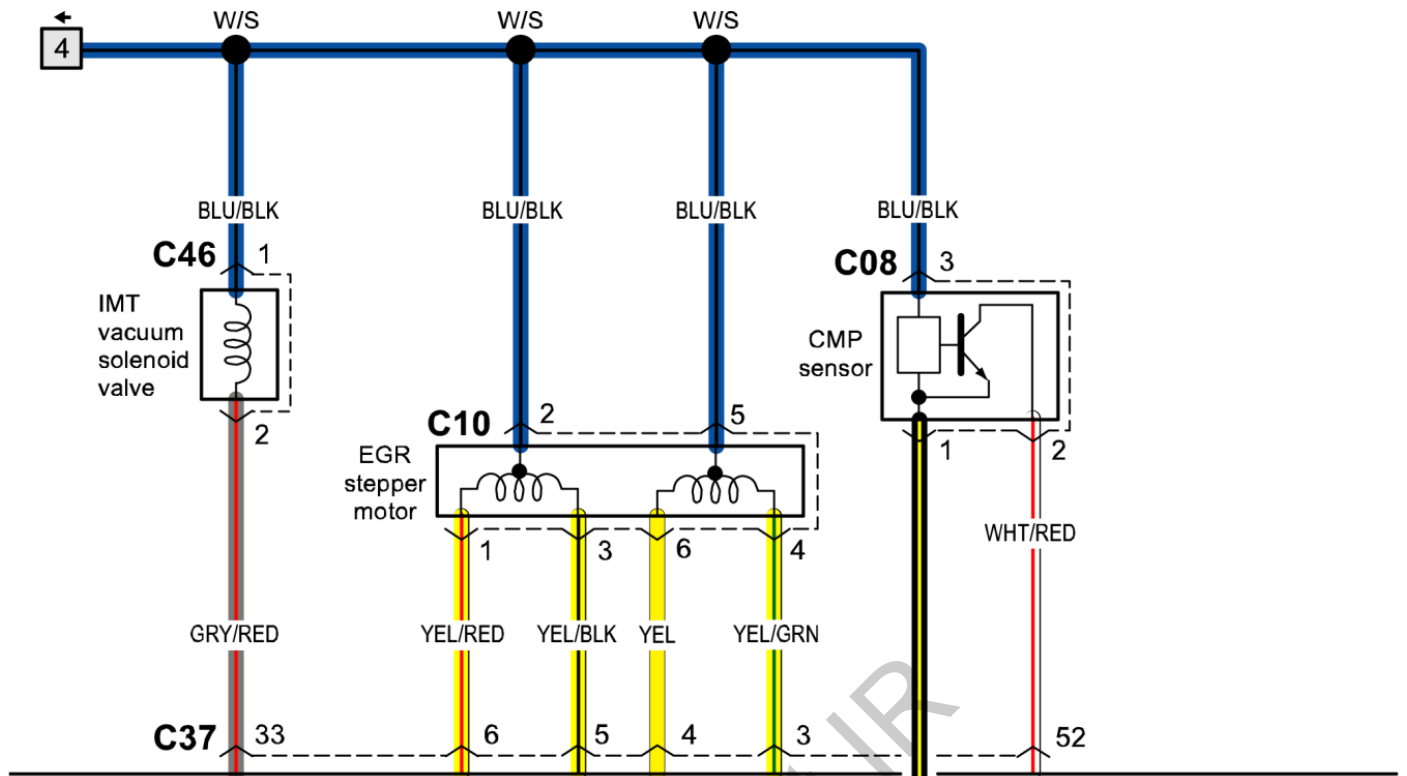 W/S W/S W/S
4
BLU/BLK BLU/BLK BLU/BLK BLU/BLK
C46 1
C08 3
IMT
vacuum
solenoid
valve
CMP
sensor
2
C10 2 5
EGR
stepper
motor
1 2
1 3 6 4
WHT/RED
GRY/RED YEL/RED YEL/BLK YEL YEL/GRN
C37 33 6 5 4 3 52
IR